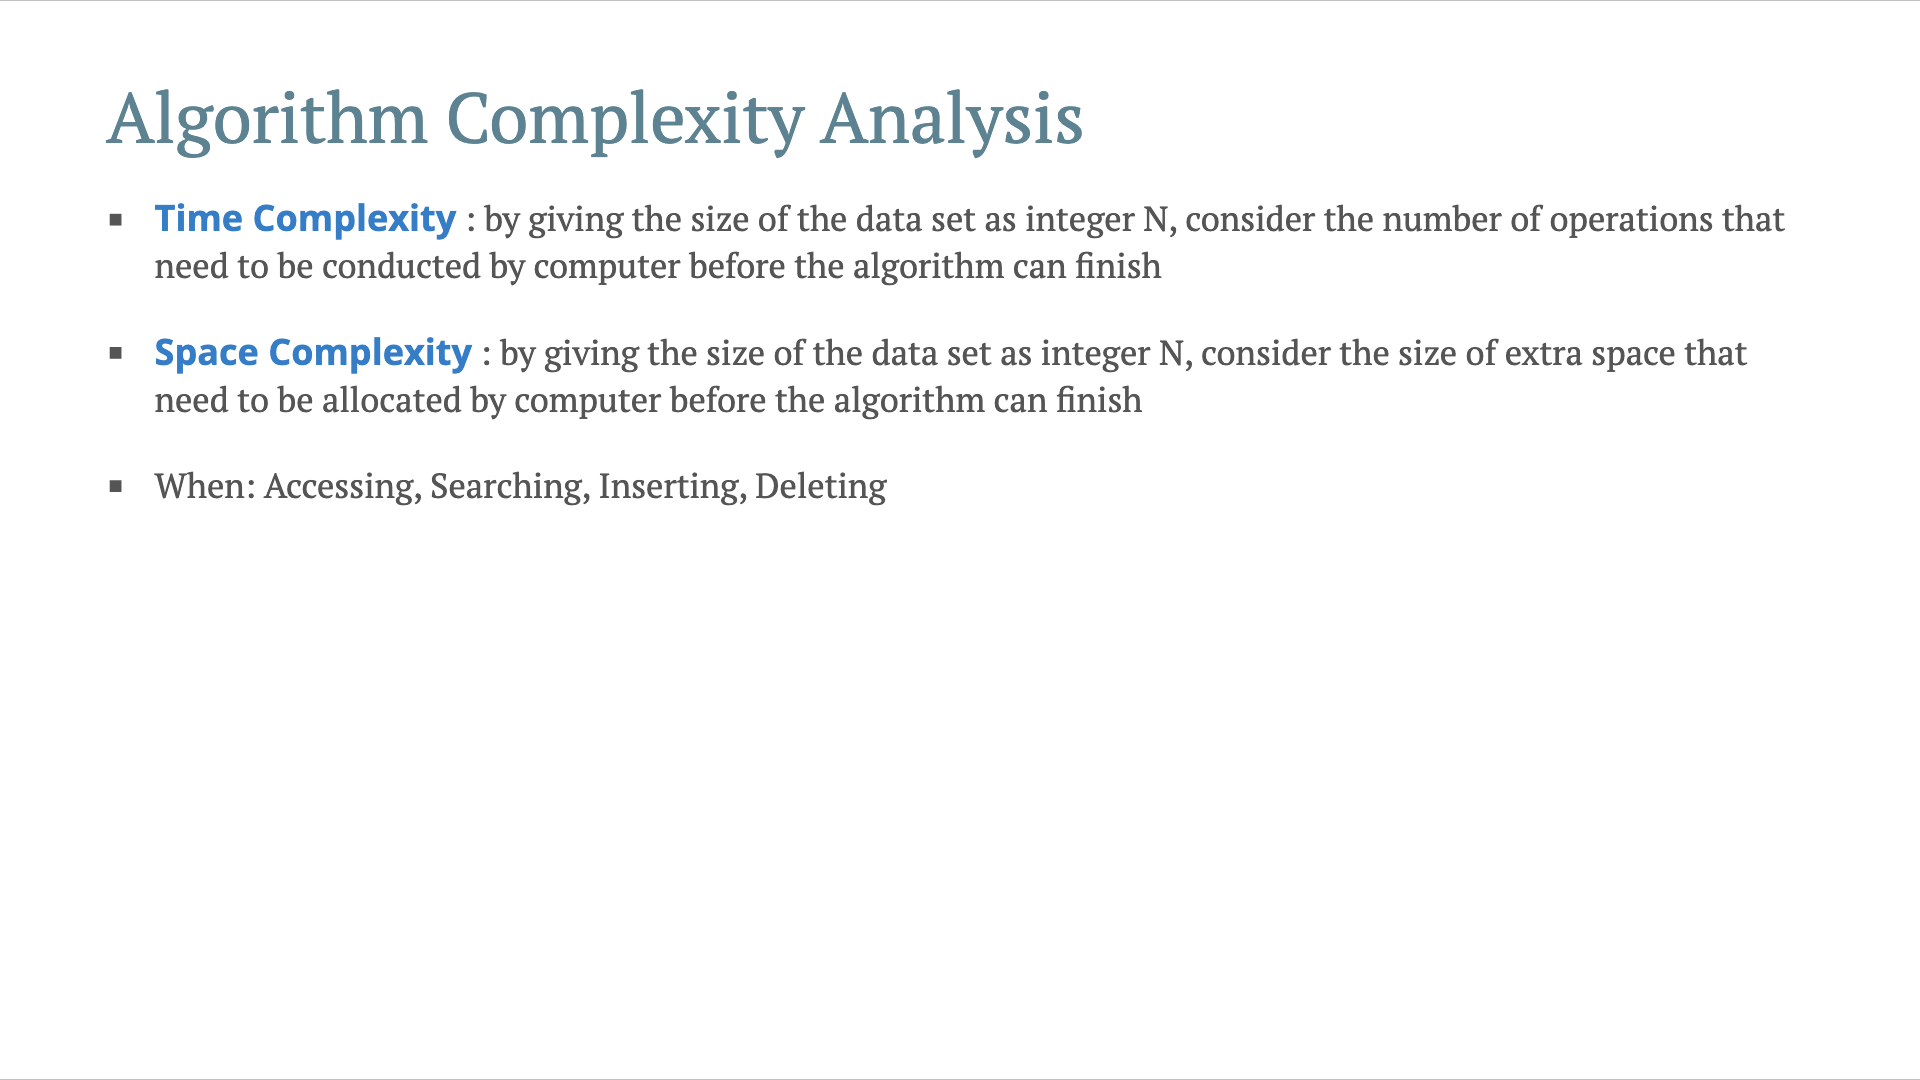 Algorithm Complexity Analysis
▪ Time Complexity : by giving the size of the data set as integer N, consider the number of operations that
need to be conducted by computer before the algorithm can finish
▪ Space Complexity : by giving the size of the data set as integer N, consider the size of extra space that
need to be allocated by computer before the algorithm can finish
▪ When: Accessing, Searching, Inserting, Deleting